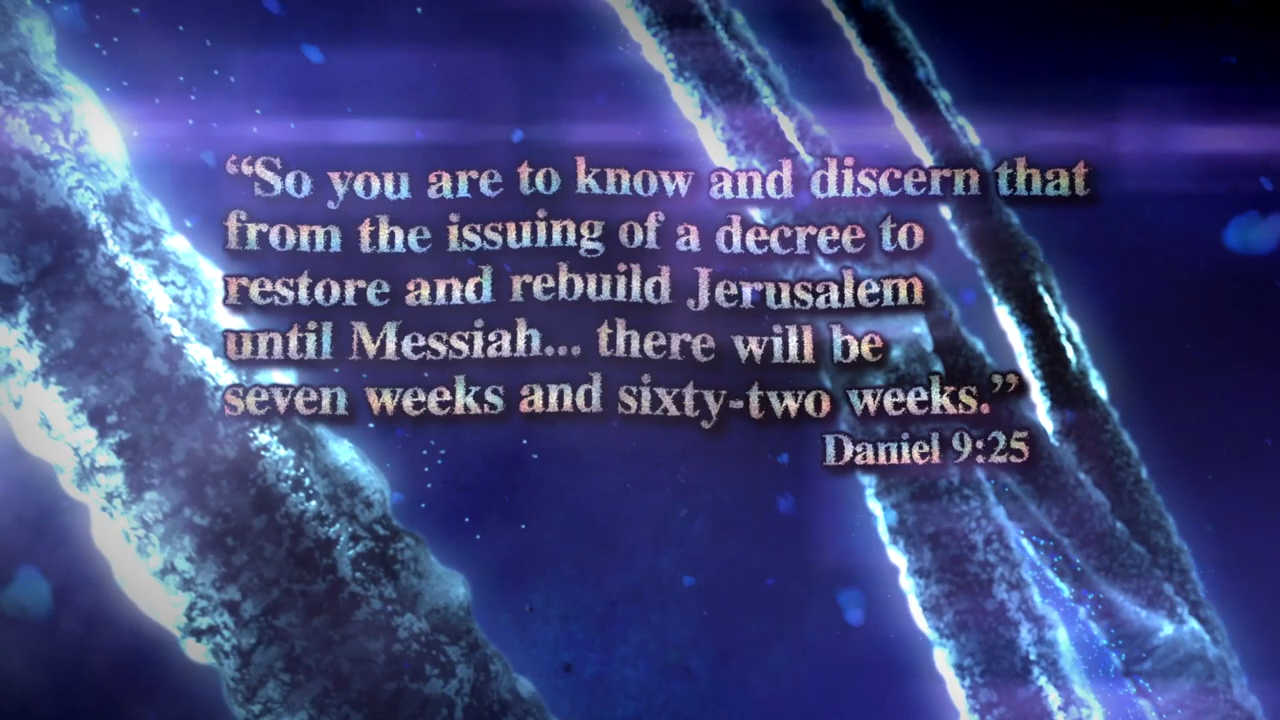 “So you are to know and discern that
from the issuing of a decree to
restore and rebuild Jerusalem
until Messiah... there will be
seven weeks and sixty-two weeks.”
Daniel 9:25